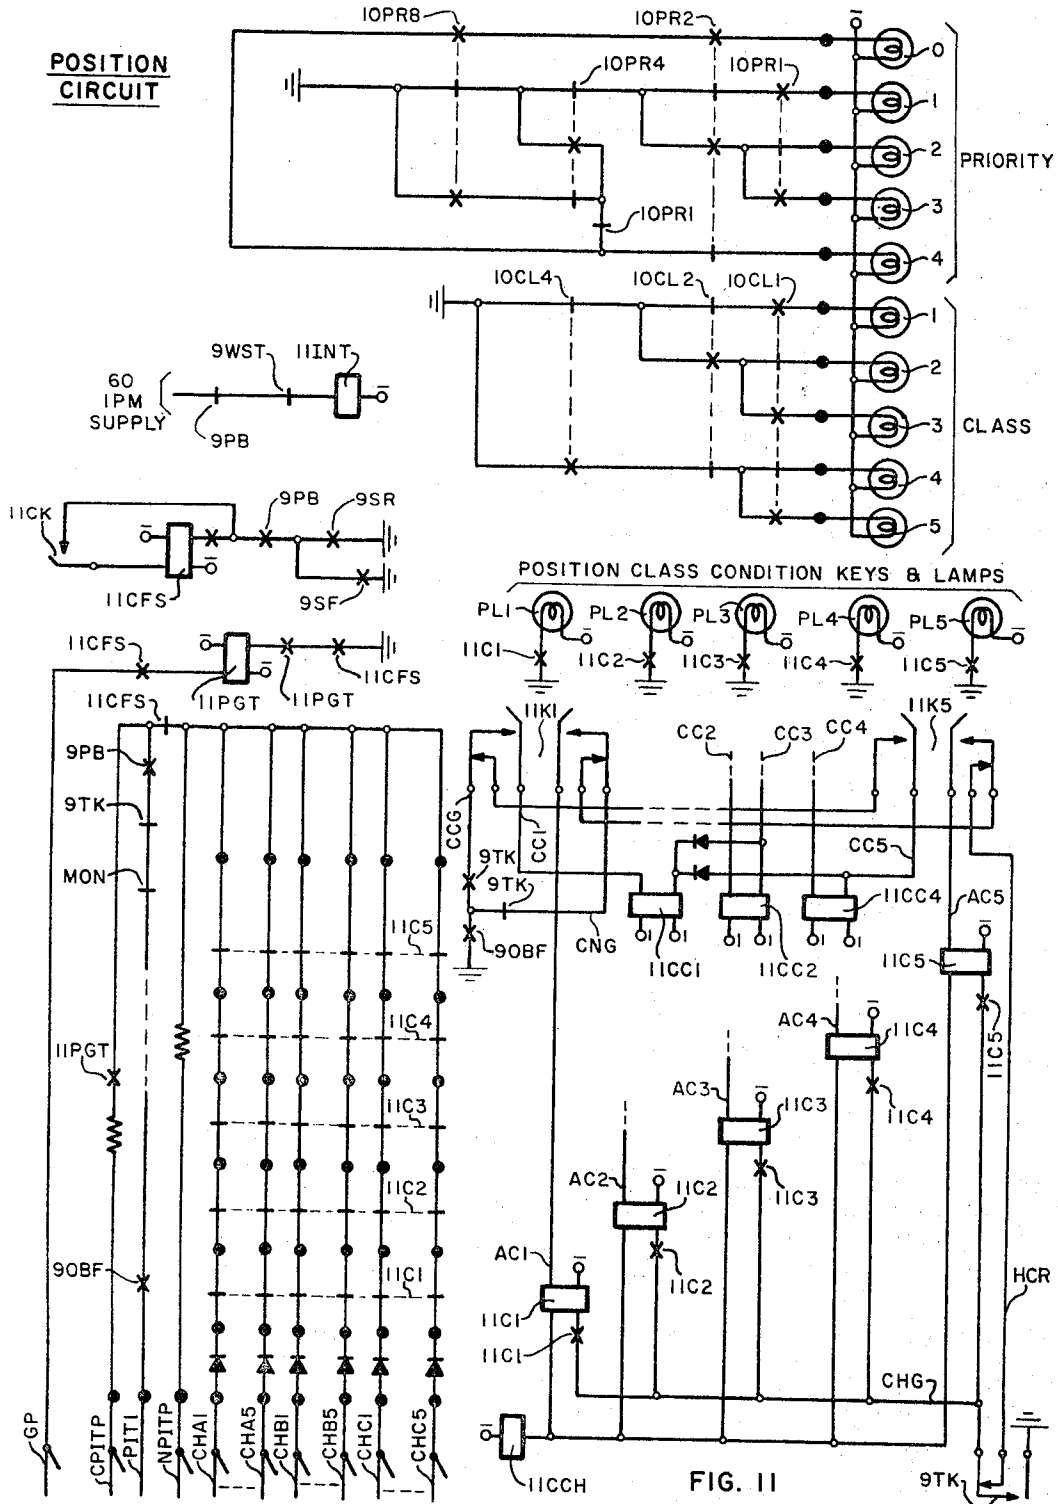 POSITION
CIRCUIT
10PR8
10PR2
10PR4
10PR1
10PR1
0
1
2
3
4
PRIORITY
10CL4
10CL2
10CL1
1
2
3
4
5
CLASS
60
IPM
SUPPLY
9WST
11INT
9PB
11CK
9PB
9SR
11CFS
9SF
POSITION CLASS CONDITION KEYS & LAMPS
PL1
PL2
PL3
PL4
PL5
11C1
11C2
11C3
11C4
11C5
11CFS
11PGT
11PGT
11CFS
11CFS
9PB
9TK
MON
11PGT
9OBF
11C5
11C4
11C3
11C2
11C1
11K1
11K5
CC2
CC3
CC4
CCG
CC1
CC5
9TK
9TK
9OBF
CNG
11CC1
11CC2
11CC4
AC5
11C5
11C5
AC4
11C4
11C4
AC3
11C3
11C3
AC2
11C2
11C2
AC1
11C1
11C1
HCR
CHG
11CCH
9TK
GP
CPITP
PIT1
NPITP
CHA1
CHA5
CHB1
CHB5
CHC1
CHC5
FIG. 11